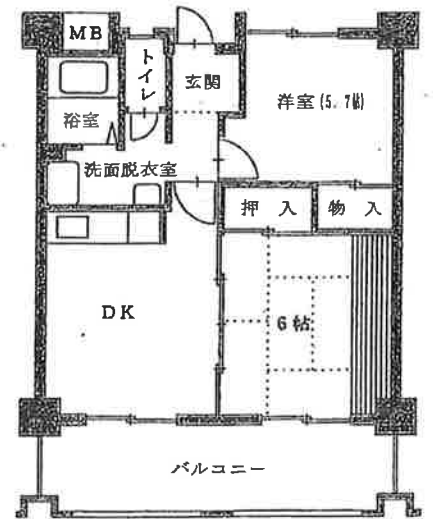 MB
トイレ
玄関
洋室(5.7帖)
浴室
洗面脱衣室
押入
物入
DK
6帖
バルコニー